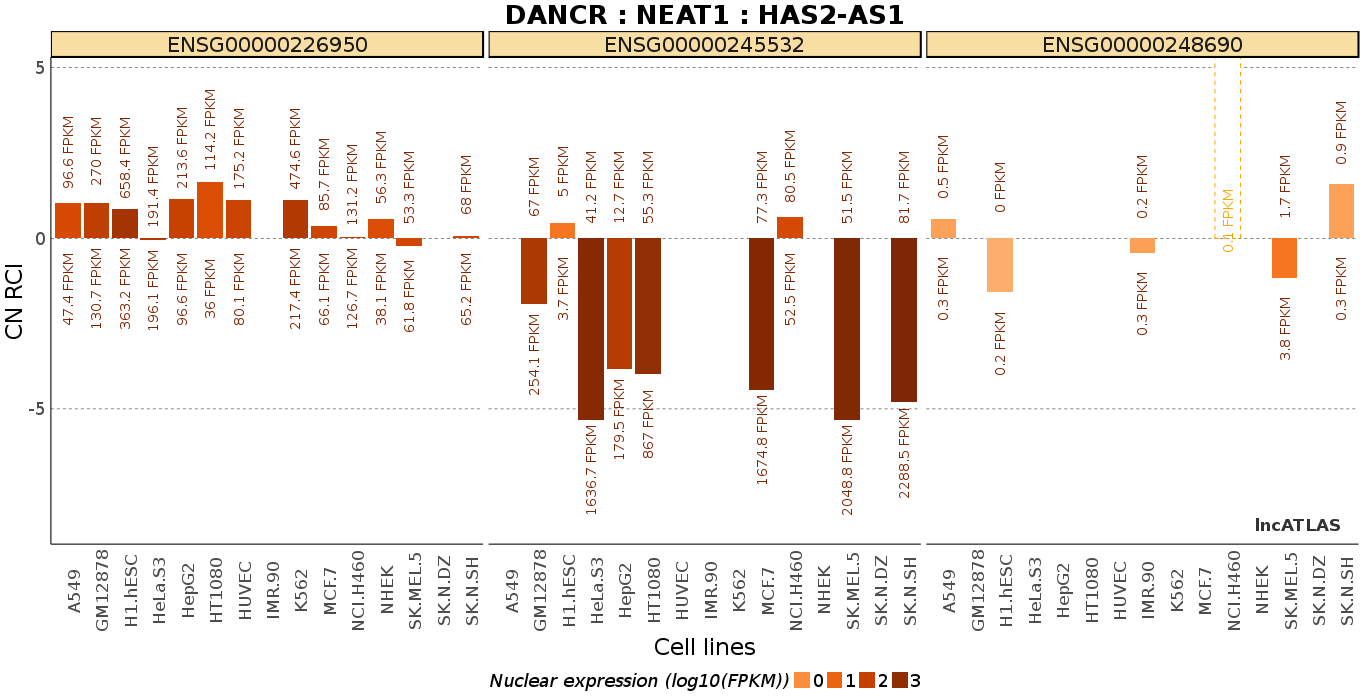 DANCR : NEAT1 : HAS2-AS1
ENSG00000226950
ENSG00000245532
ENSG00000248690
CN RCI
5
0
-5
96.6 FPKM
270 FPKM
658.4 FPKM
191.4 FPKM
213.6 FPKM
114.2 FPKM
175.2 FPKM
474.6 FPKM
85.7 FPKM
131.2 FPKM
56.3 FPKM
53.3 FPKM
68 FPKM
47.4 FPKM
130.7 FPKM
363.2 FPKM
196.1 FPKM
96.6 FPKM
36 FPKM
80.1 FPKM
217.4 FPKM
66.1 FPKM
126.7 FPKM
38.1 FPKM
61.8 FPKM
65.2 FPKM
67 FPKM
5 FPKM
41.2 FPKM
12.7 FPKM
55.3 FPKM
77.3 FPKM
80.5 FPKM
51.5 FPKM
81.7 FPKM
254.1 FPKM
3.7 FPKM
1636.7 FPKM
179.5 FPKM
867 FPKM
1674.8 FPKM
52.5 FPKM
2048.8 FPKM
2288.5 FPKM
0.5 FPKM
0 FPKM
0.2 FPKM
0.1 FPKM
1.7 FPKM
0.9 FPKM
0.3 FPKM
0.2 FPKM
0.3 FPKM
3.8 FPKM
0.3 FPKM
lncATLAS
A549
GM12878
H1.hESC
HeLa.S3
HepG2
HT1080
HUVEC
IMR.90
K562
MCF.7
NCI.H460
NHEK
SK.MEL.5
SK.N.DZ
SK.N.SH
A549
GM12878
H1.hESC
HeLa.S3
HepG2
HT1080
HUVEC
IMR.90
K562
MCF.7
NCI.H460
NHEK
SK.MEL.5
SK.N.DZ
SK.N.SH
A549
GM12878
H1.hESC
HeLa.S3
HepG2
HT1080
HUVEC
IMR.90
K562
MCF.7
NCI.H460
NHEK
SK.MEL.5
SK.N.DZ
SK.N.SH
Cell lines
Nuclear expression (log10(FPKM)) 0 1 2 3